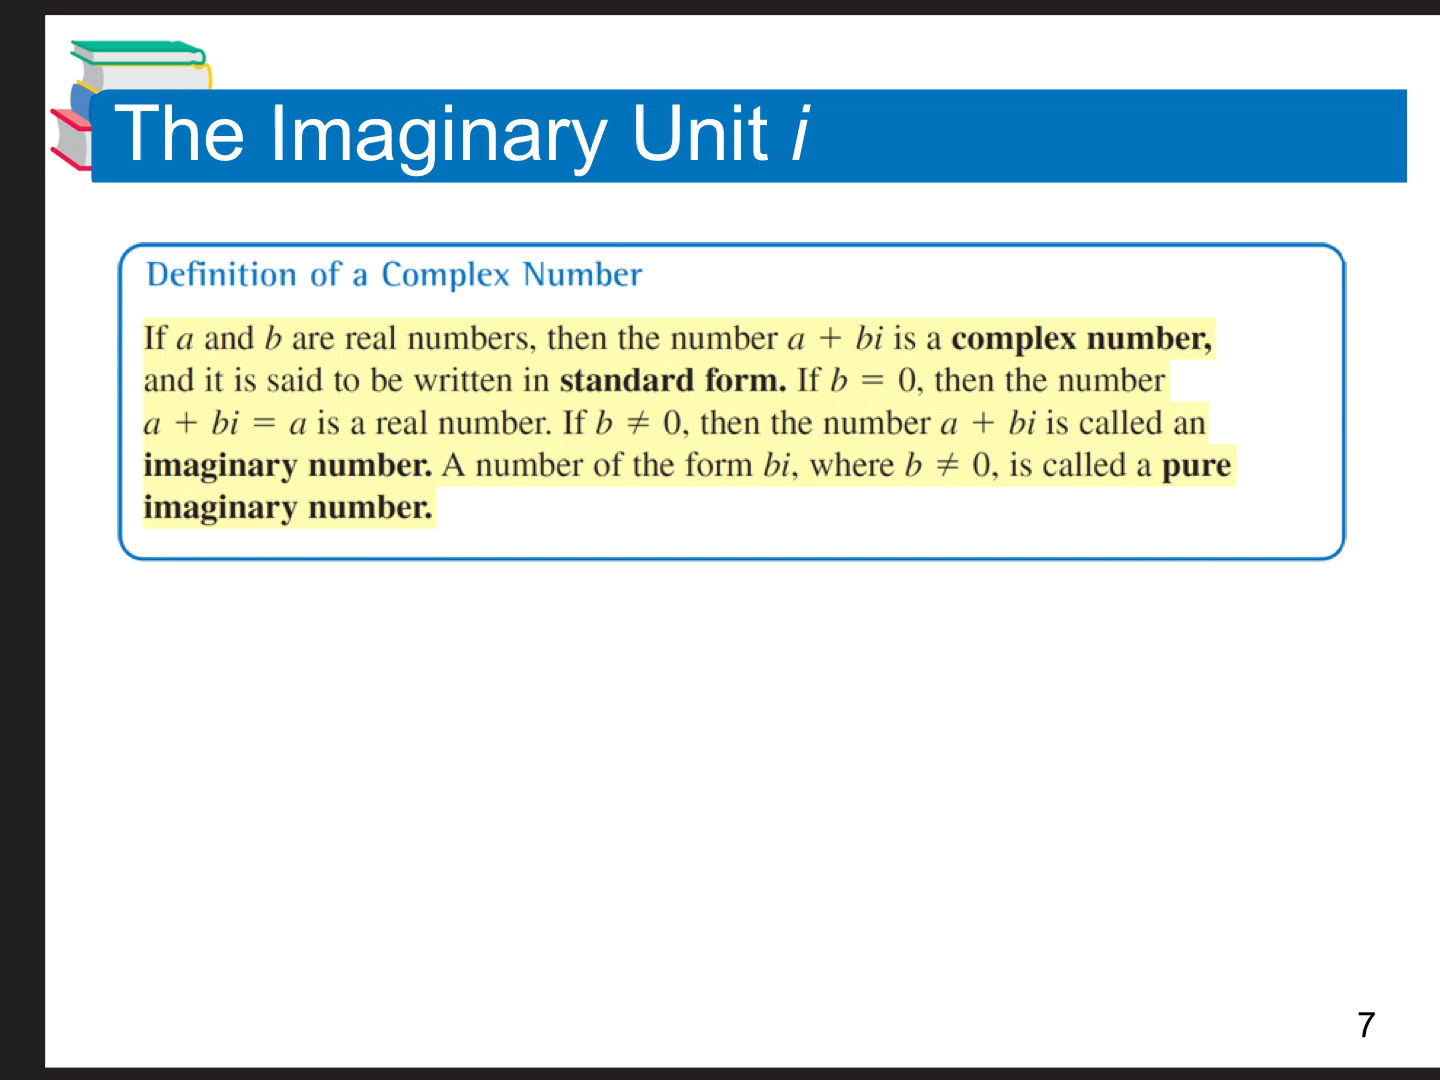 The Imaginary Unit i
Definition of a Complex Number
If a and b are real numbers, then the number a + bi is a complex number,
and it is said to be written in standard form. If b = 0, then the number
a + bi = a is a real number. If b ≠ 0, then the number a + bi is called an
imaginary number. A number of the form bi, where b ≠ 0, is called a pure
imaginary number.
7